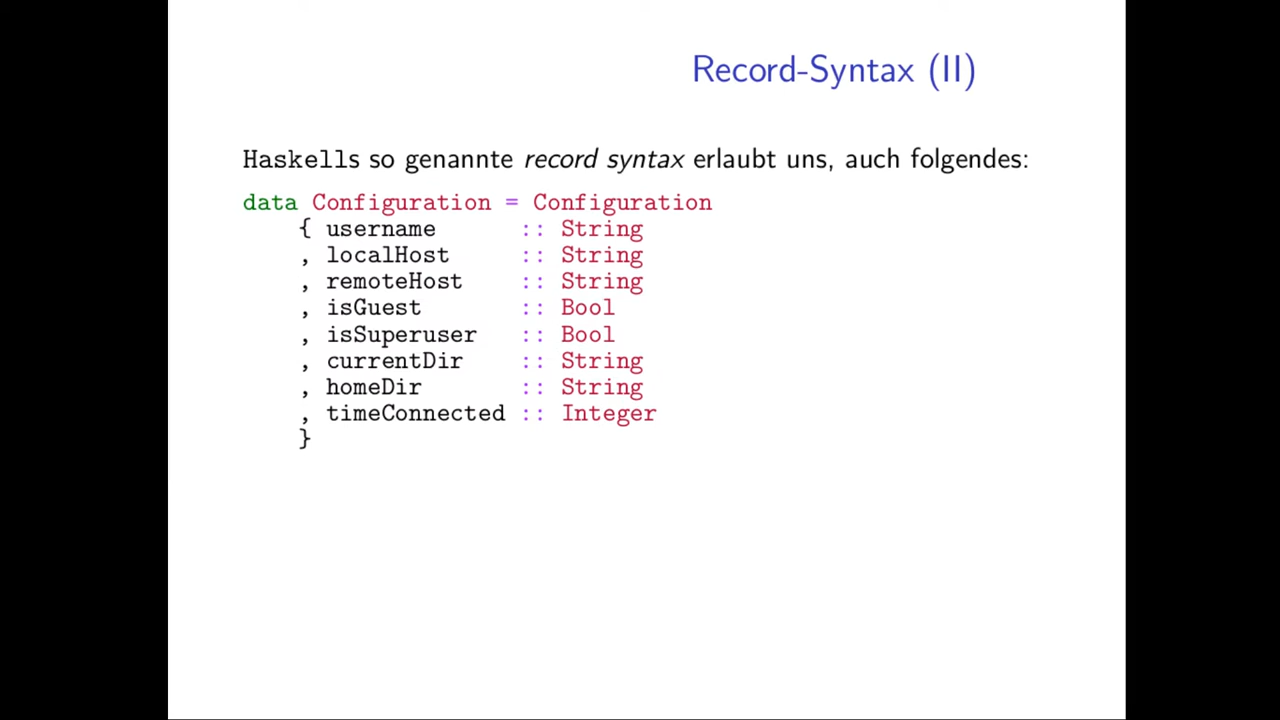 Record-Syntax (II)
Haskells so genannte record syntax erlaubt uns, auch folgendes:
data Configuration = Configuration
    { username      :: String
    , localHost     :: String
    , remoteHost    :: String
    , isGuest       :: Bool
    , isSuperuser   :: Bool
    , currentDir    :: String
    , homeDir       :: String
    , timeConnected :: Integer
    }